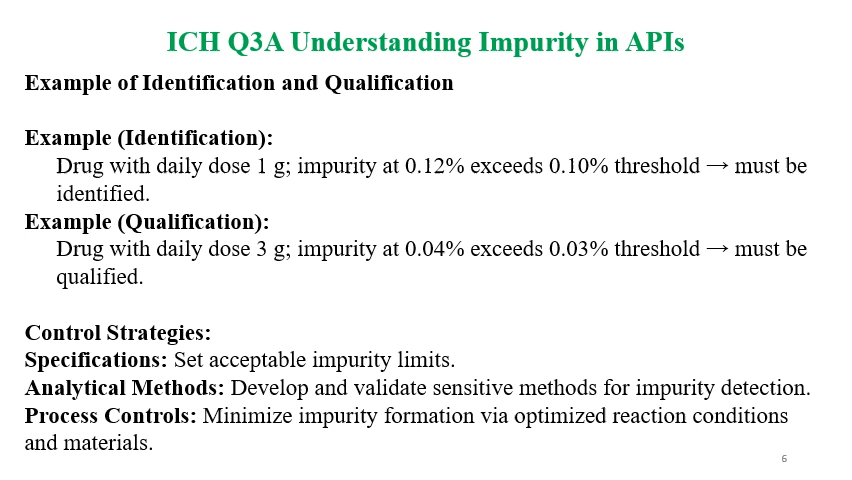 ICH Q3A Understanding Impurity in APIs
Example of Identification and Qualification
Example (Identification):
Drug with daily dose 1 g; impurity at 0.12% exceeds 0.10% threshold → must be
identified.
Example (Qualification):
Drug with daily dose 3 g; impurity at 0.04% exceeds 0.03% threshold → must be
qualified.
Control Strategies:
Specifications: Set acceptable impurity limits.
Analytical Methods: Develop and validate sensitive methods for impurity detection.
Process Controls: Minimize impurity formation via optimized reaction conditions
and materials.
6